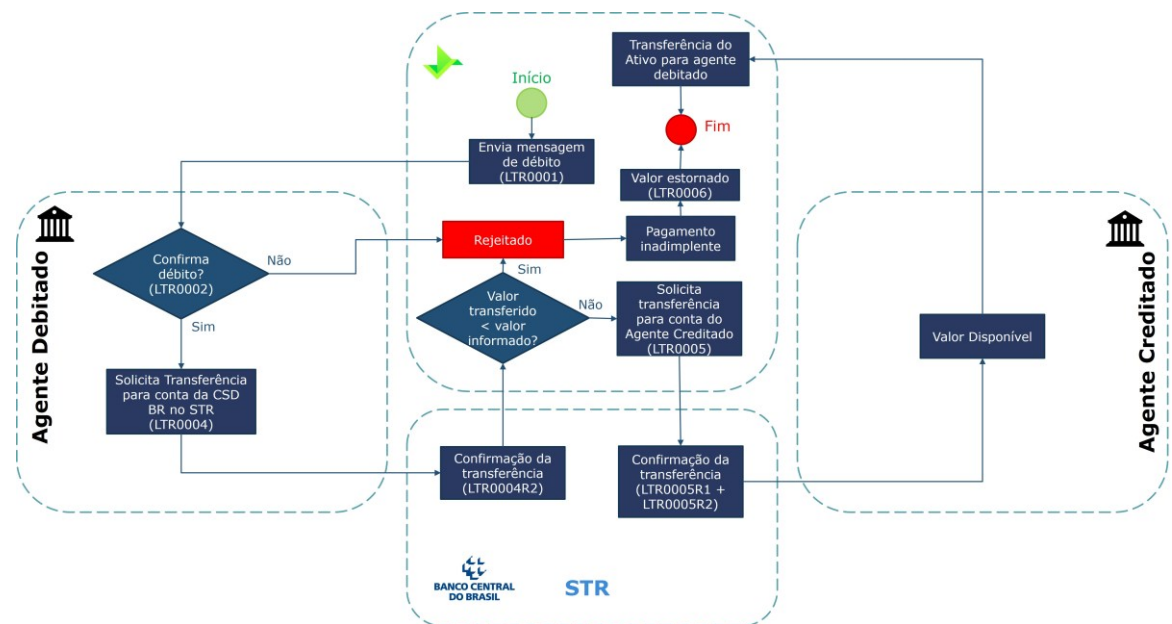 Transferência do
Ativo para agente
debitado
Início
Fim
Envia mensagem
de débito
(LTR0001)
Valor estornado
(LTR0006)
Agente Debitado
Confirma
débito?
(LTR0002)
Não
Sim
Rejeitado
Pagamento
inadimplente
Sim
Valor
transferido
< valor
informado?
Não
Solicita
transferência
para conta do
Agente Creditado
(LTR0005)
Valor Disponível
Agente Creditado
Solicita Transferência
para conta da CSD
BR no STR
(LTR0004)
Confirmação da
transferência
(LTR0004R2)
Confirmação da
transferência
(LTR0005R1 +
LTR0005R2)
BANCO CENTRAL
DO BRASIL
STR